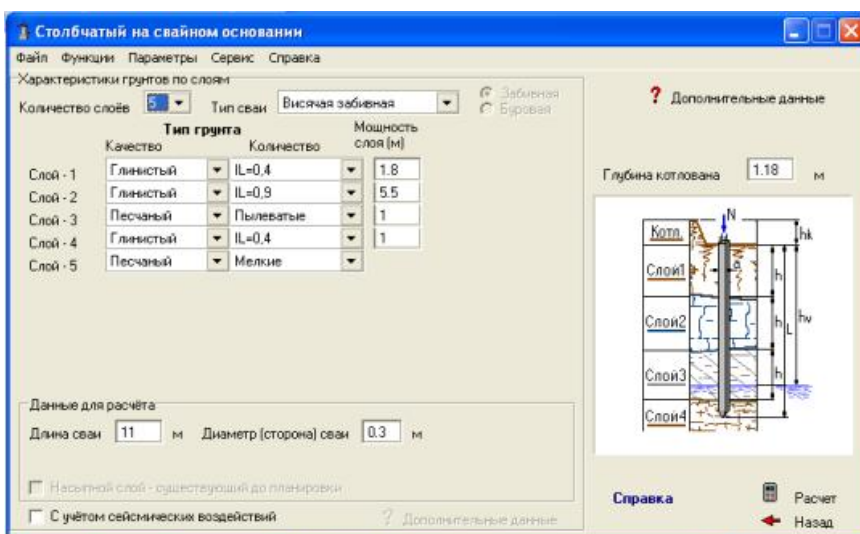 Столбчатый на свайном основании
Файл Функции Параметры Сервис Справка
Характеристики грунтов по слоям
Количество слоёв 5 Тип сваи Висячая забивная Забивная
Буровая
Тип грунта Мощность
Качество Количество слоя (м)
Слой - 1 Глинистый IL=0,4 1.8
Слой - 2 Глинистый IL=0,9 5.5
Слой - 3 Песчаный Пылеватые 1
Слой - 4 Глинистый IL=0,4 1
Слой - 5 Песчаный Мелкие
Данные для расчёта
Длина сваи 11 м Диаметр (сторона) сваи 0.3 м
Насыпной слой - существующий до планировки
С учётом сейсмических воздействий ? Дополнительные данные
? Дополнительные данные
Глубина котлована 1.18 м
N
Котл. hк
Слой1 h
Слой2 h L hv
Слой3 h
Слой4
Справка Расчет
Назад